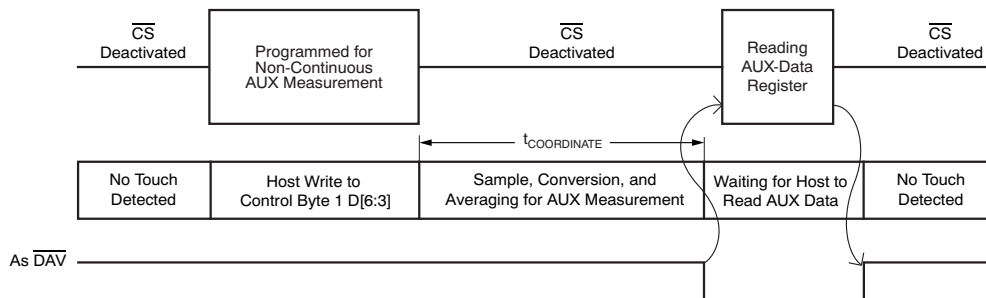 CS
Deactivated
Programmed for
Non-Continuous
AUX Measurement
CS
Deactivated
Reading
AUX-Data
Register
CS
Deactivated
tCOORDINATE
No Touch
Detected
Host Write to
Control Byte 1 D[6:3]
Sample, Conversion, and
Averaging for AUX Measurement
Waiting for Host to
Read AUX Data
No Touch
Detected
As DAV